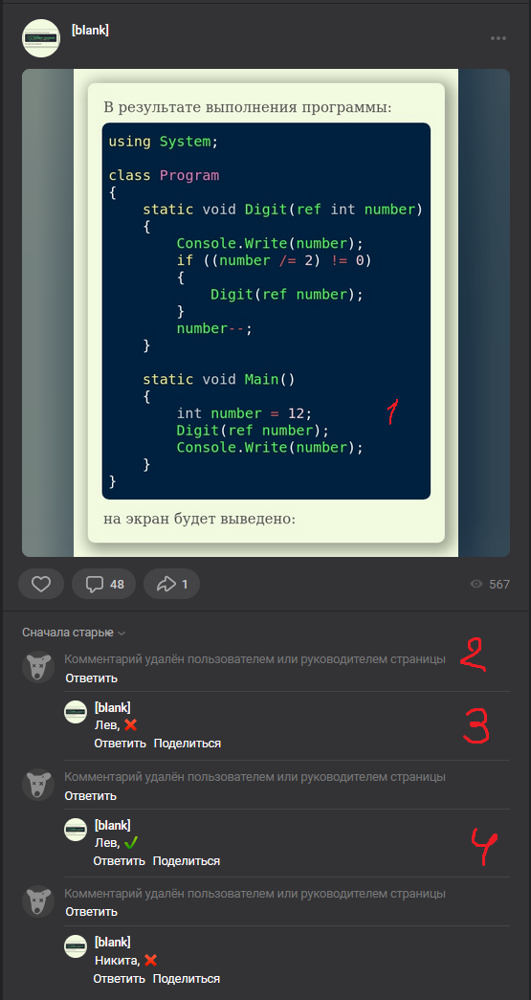 [blank]
В результате выполнения программы:
using System;
class Program
{
static void Digit(ref int number)
{
Console.Write(number);
if ((number /= 2) != 0)
{
Digit(ref number);
}
number--;
}
static void Main()
{
int number = 12;
Digit(ref number);
Console.Write(number);
}
}
1
на экран будет выведено:
48
1
567
Сначала старые
Комментарий удалён пользователем или руководителем страницы
2
Ответить
[blank]
Лев, ❌
3
Ответить Поделиться
Комментарий удалён пользователем или руководителем страницы
Ответить
[blank]
Лев, ✔
4
Ответить Поделиться
Комментарий удалён пользователем или руководителем страницы
Ответить
[blank]
Никита, ❌
Ответить Поделиться